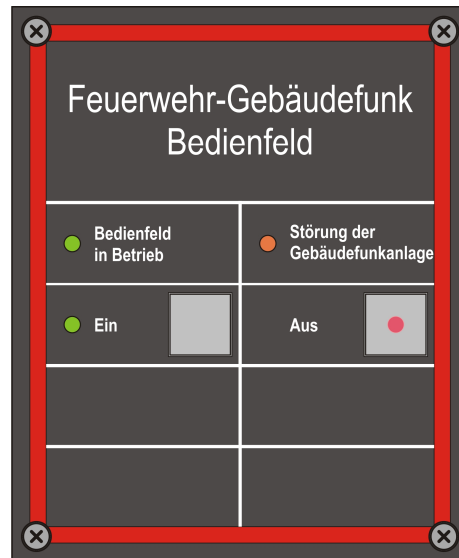 Feuerwehr-Gebäudefunk
Bedienfeld
Bedienfeld
in Betrieb
Störung der
Gebäudefunkanlage
Ein
Aus